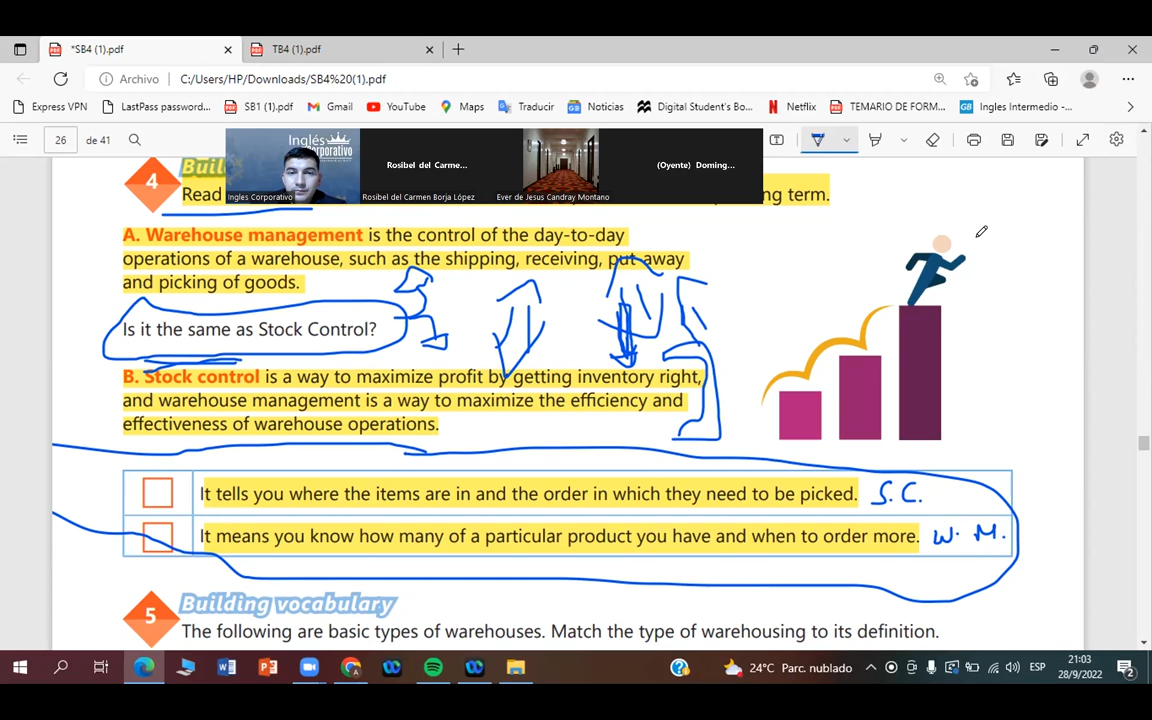 *SB4 (1).pdf
TB4 (1).pdf
Archivo C:/Users/HP/Downloads/SB4%20(1).pdf
Express VPN LastPass password... SB1 (1).pdf Gmail YouTube Maps Traducir Noticias Digital Student's Bo... Netflix TEMARIO DE FORM... Ingles Intermedio -...
26 de 41
Inglés
Corporativo
Rosibel del Carme...
(Oyente) Doming...
Ingles Corporativo
Rosibel del Carmen Borja López
Ever de Jesus Candray Montano
4
Read
ng term.
A. Warehouse management is the control of the day-to-day
operations of a warehouse, such as the shipping, receiving, put-away
and picking of goods.
Is it the same as Stock Control?
B. Stock control is a way to maximize profit by getting inventory right,
and warehouse management is a way to maximize the efficiency and
effectiveness of warehouse operations.
It tells you where the items are in and the order in which they need to be picked. S.C.
It means you know how many of a particular product you have and when to order more. W. M.
5 Building vocabulary
The following are basic types of warehouses. Match the type of warehousing to its definition.
24°C Parc. nublado
ESP
21:03
28/9/2022
2